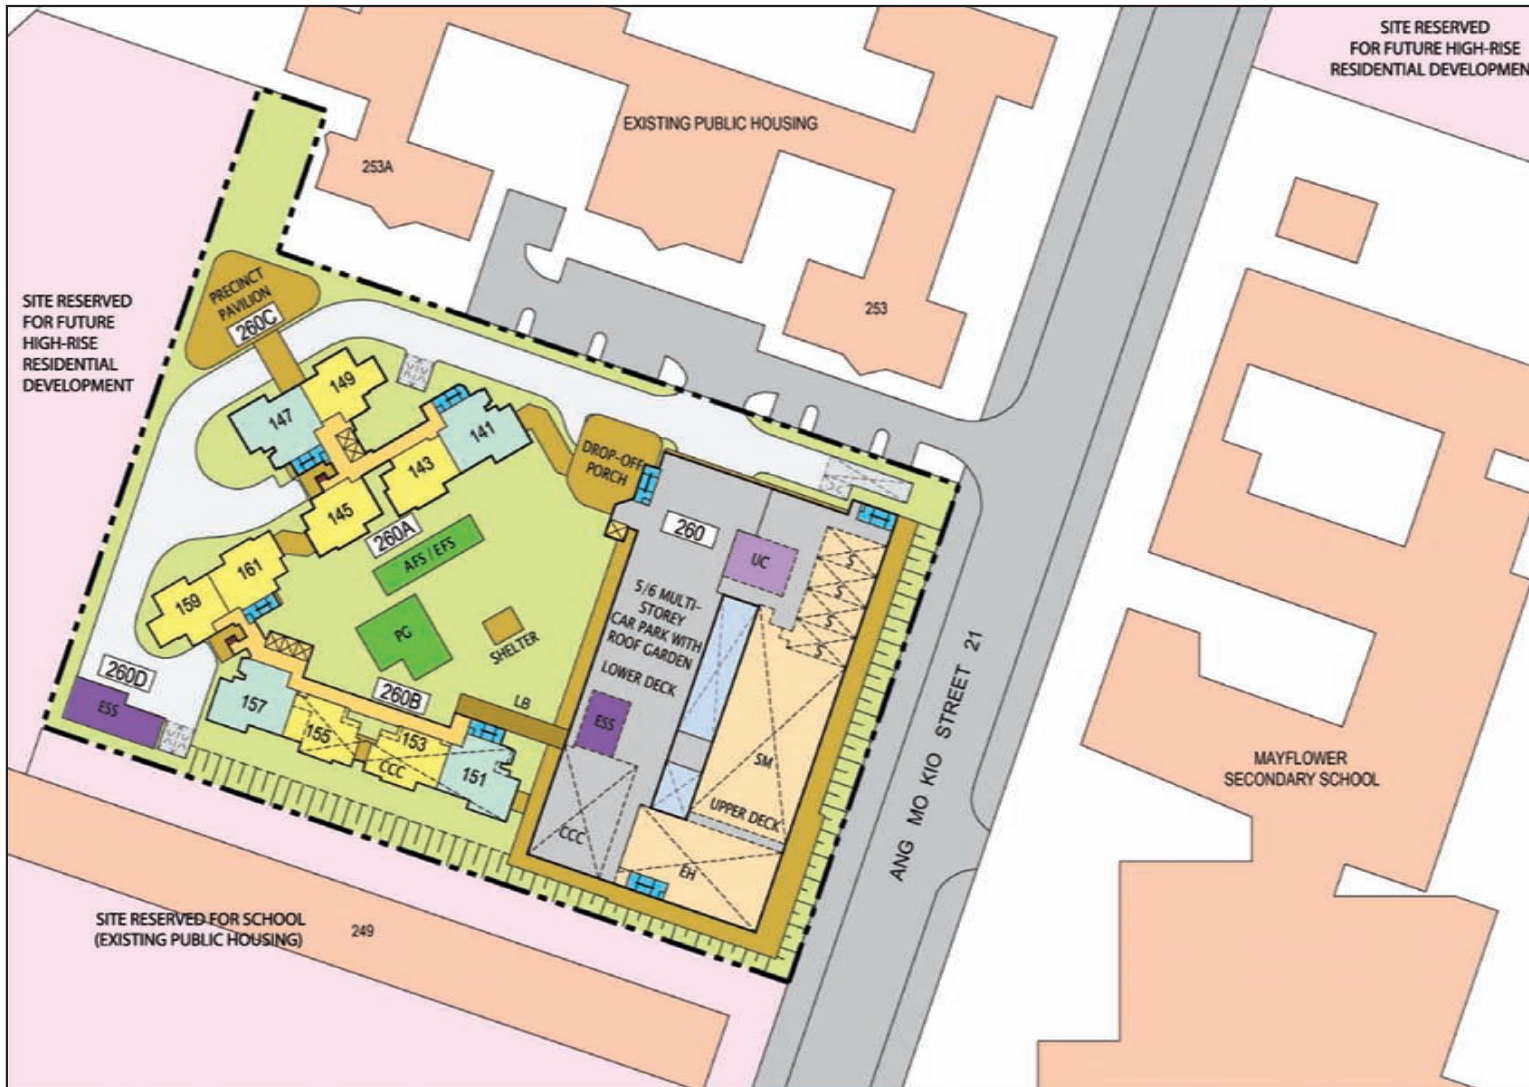 SITE RESERVED
FOR FUTURE HIGH-RISE
RESIDENTIAL DEVELOPMEN
EXISTING PUBLIC HOUSING
253A
253
PRECINCT
PAVILION
260C
SITE RESERVED
FOR FUTURE
HIGH-RISE
RESIDENTIAL
DEVELOPMENT
149
147
141
143
145
DROP-OFF
PORCH
260A
AFS / EFS
161
159
PG
SHELTER
260
UC
S
S
S
S
5/6 MULTI-
STOREY
CAR PARK WITH
ROOF GARDEN
LOWER DECK
260D
ESS
260B
LB
157
155
153
CCC
151
ESS
SM
UPPER DECK
CCC
EH
ANG MO KIO STREET 21
MAYFLOWER
SECONDARY SCHOOL
SITE RESERVED FOR SCHOOL
(EXISTING PUBLIC HOUSING)
249